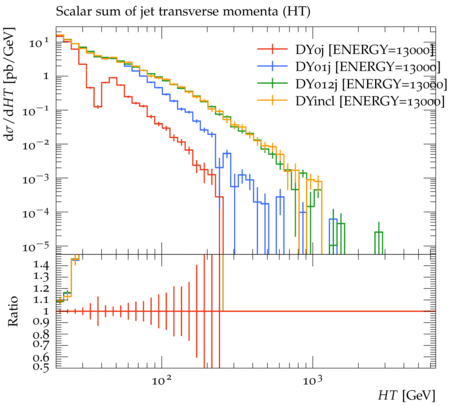 Scalar sum of jet transverse momenta (HT)
dσ/dHT [pb/GeV]
DY0j [ENERGY=13000]
DY01j [ENERGY=13000]
DY012j [ENERGY=13000]
DYincl [ENERGY=13000]
10¹
1
10⁻¹
10⁻²
10⁻³
10⁻⁴
10⁻⁵
Ratio
1.4
1.3
1.2
1.1
1
0.9
0.8
0.7
0.6
0.5
10²
10³
HT [GeV]